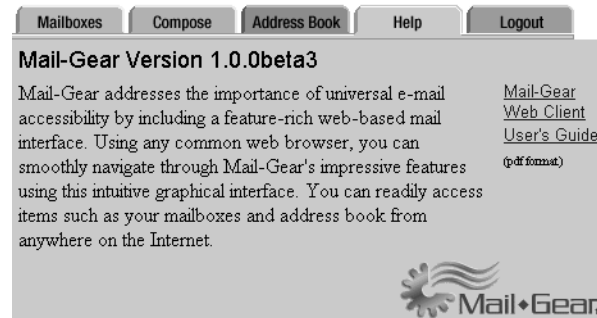 Mailboxes Compose Address Book Help Logout
Mail-Gear Version 1.0.0beta3
Mail-Gear addresses the importance of universal e-mail
accessibility by including a feature-rich web-based mail
interface. Using any common web browser, you can
smoothly navigate through Mail-Gear's impressive features
using this intuitive graphical interface. You can readily access
items such as your mailboxes and address book from
anywhere on the Internet.
Mail-Gear
Web Client
User's Guide
(pdf format)
Mail◆Gear